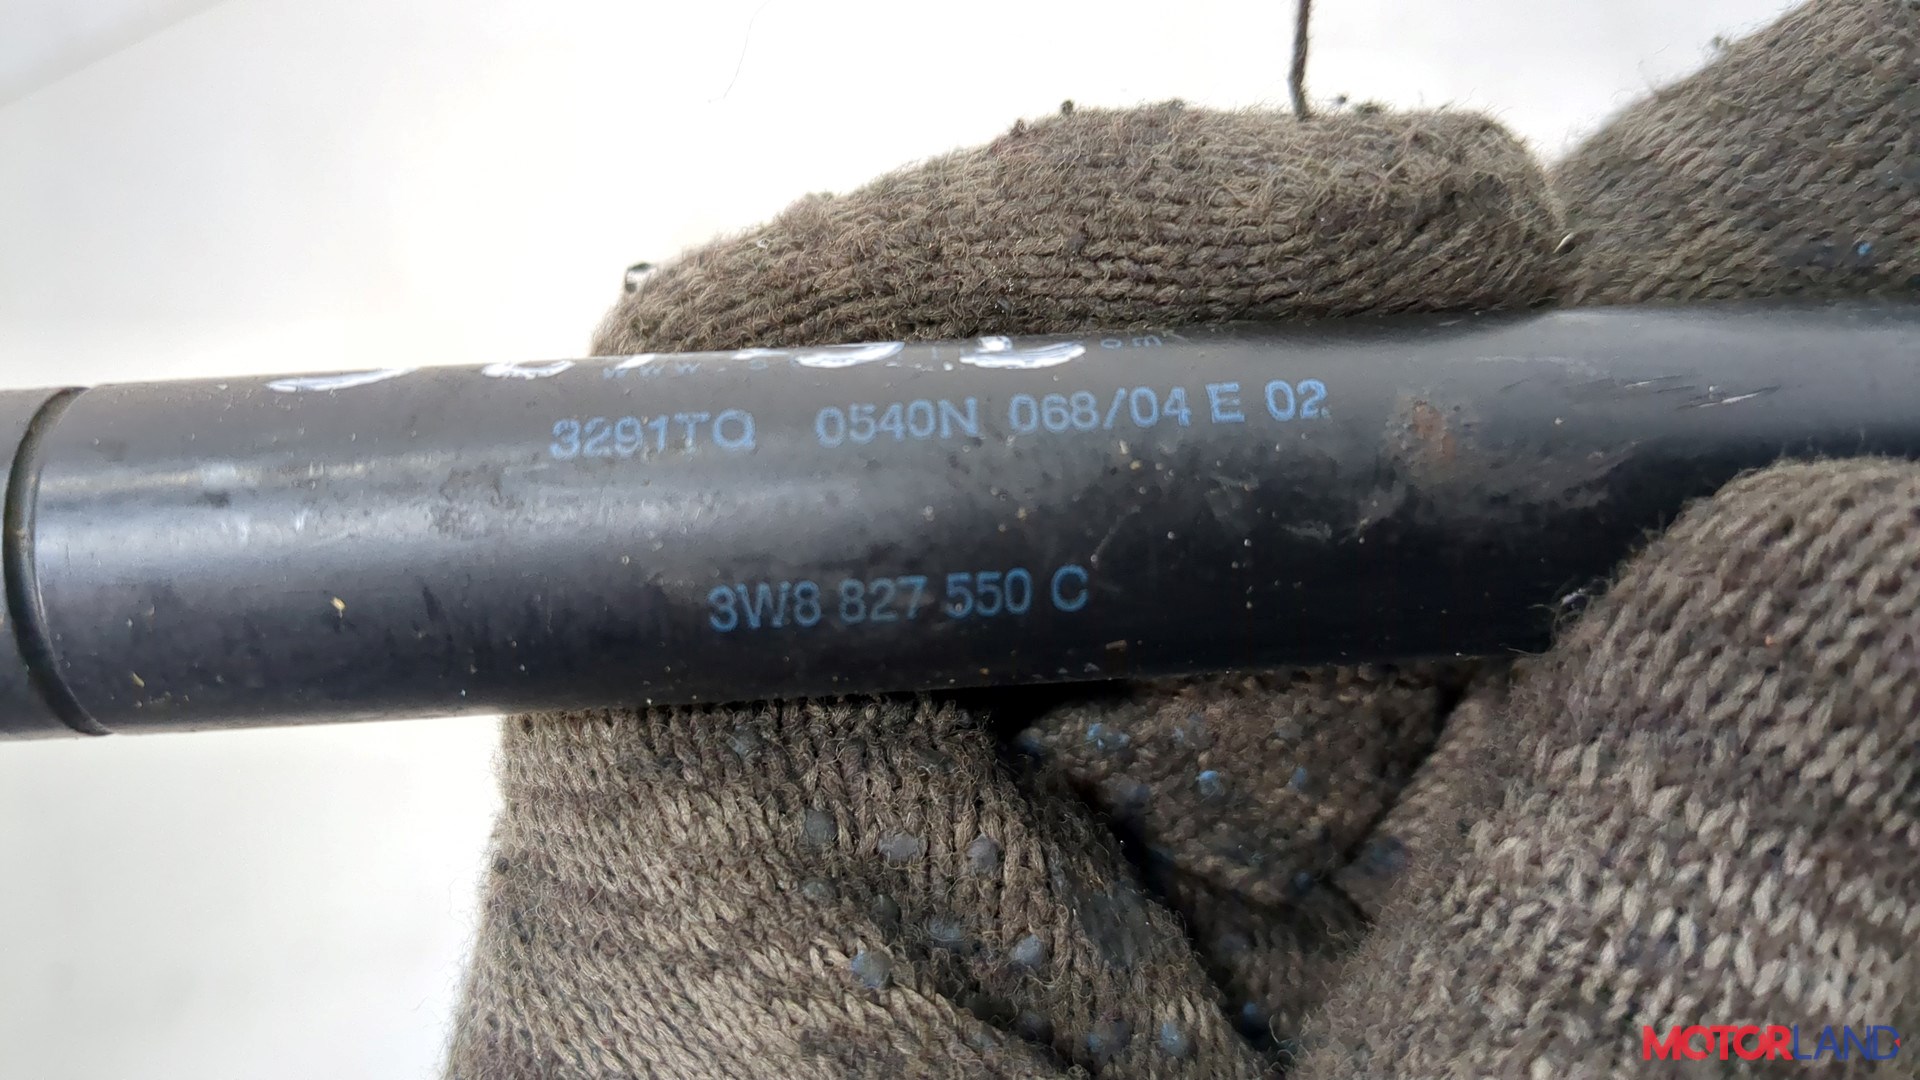 3291TQ 0540N 068/04 E 02
3W8 827 550 C
MOTORLAND